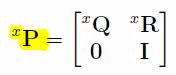 ˣP = [ ˣQ ˣR
0 I ]